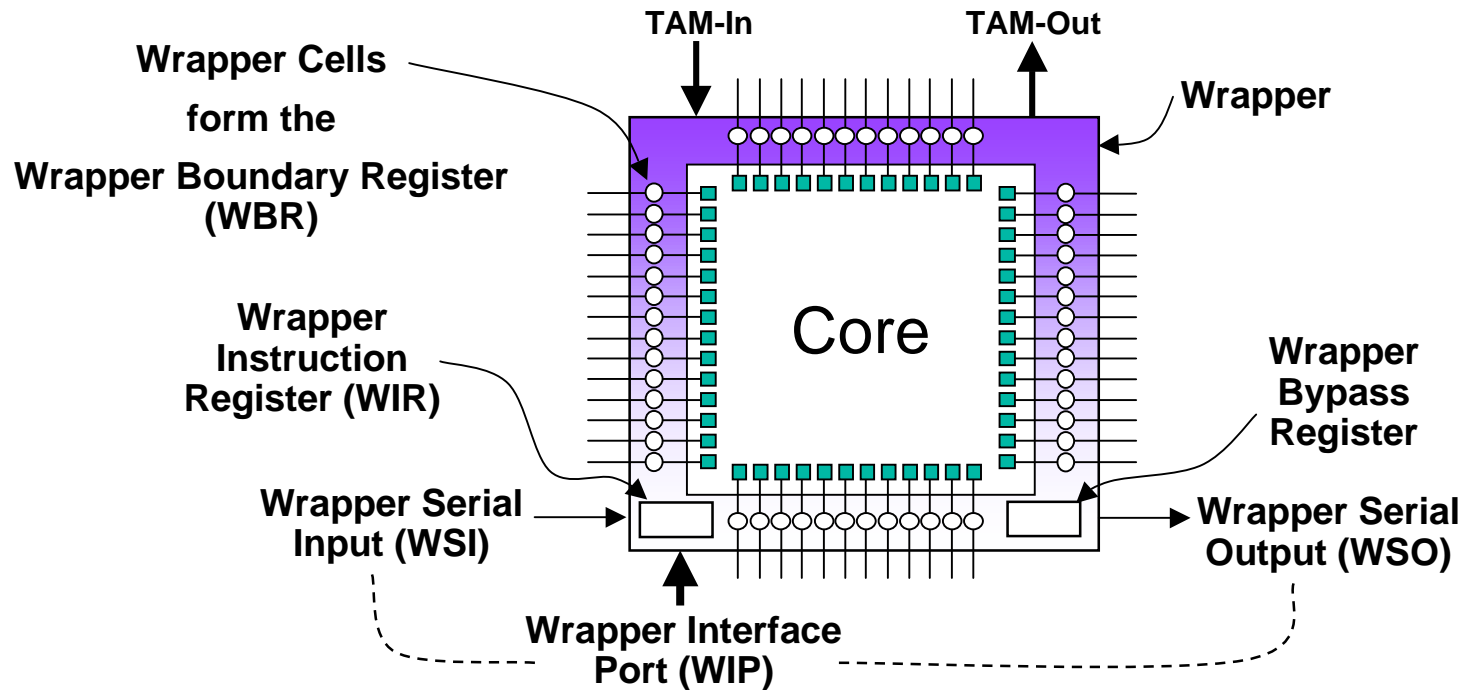 TAM-In
TAM-Out
Wrapper Cells
form the
Wrapper Boundary Register
(WBR)
Wrapper
Wrapper
Instruction
Register (WIR)
Core
Wrapper
Bypass
Register
Wrapper Serial
Input (WSI)
Wrapper Serial
Output (WSO)
Wrapper Interface
Port (WIP)